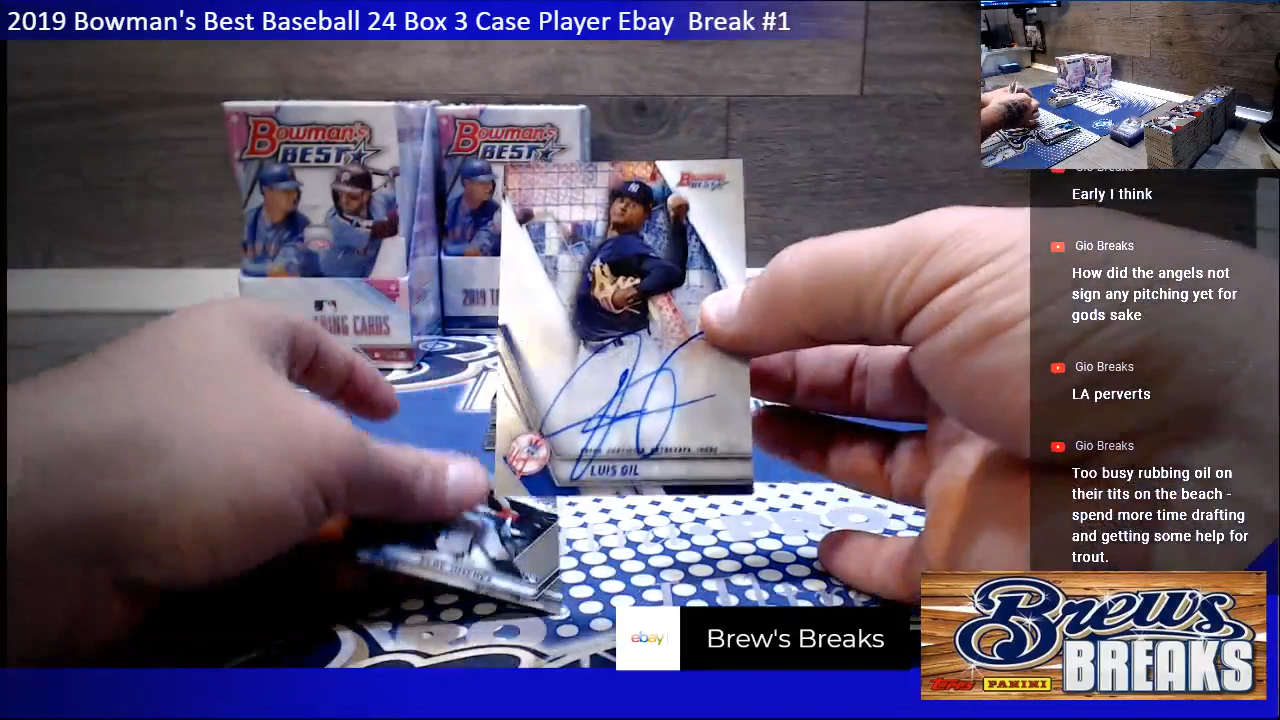 2019 Bowman's Best Baseball 24 Box 3 Case Player Ebay Break #1
Bowman's
BEST
Bowman's
BEST
Bowman's
BEST
CARDS
LUIS GIL
Early I think
Gio Breaks
How did the angels not
sign any pitching yet for
gods sake
Gio Breaks
LA perverts
Gio Breaks
Too busy rubbing oil on
their tits on the beach -
spend more time drafting
and getting some help for
trout.
ebay
Brew's Breaks
Brew's
BREAKS
topps PANINI